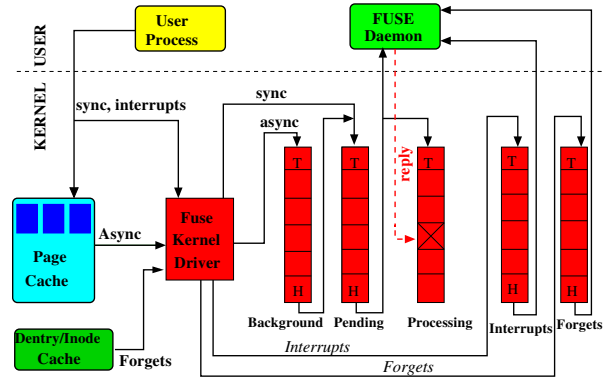 User
Process
FUSE
Daemon
USER
KERNEL
sync, interrupts
sync
async
reply
T
T
T
T
T
Page
Cache
Async
Fuse
Kernel
Driver
H
H
H
H
Background
Pending
Processing
Interrupts
Forgets
Dentry/Inode
Cache
Forgets
Interrupts
Forgets